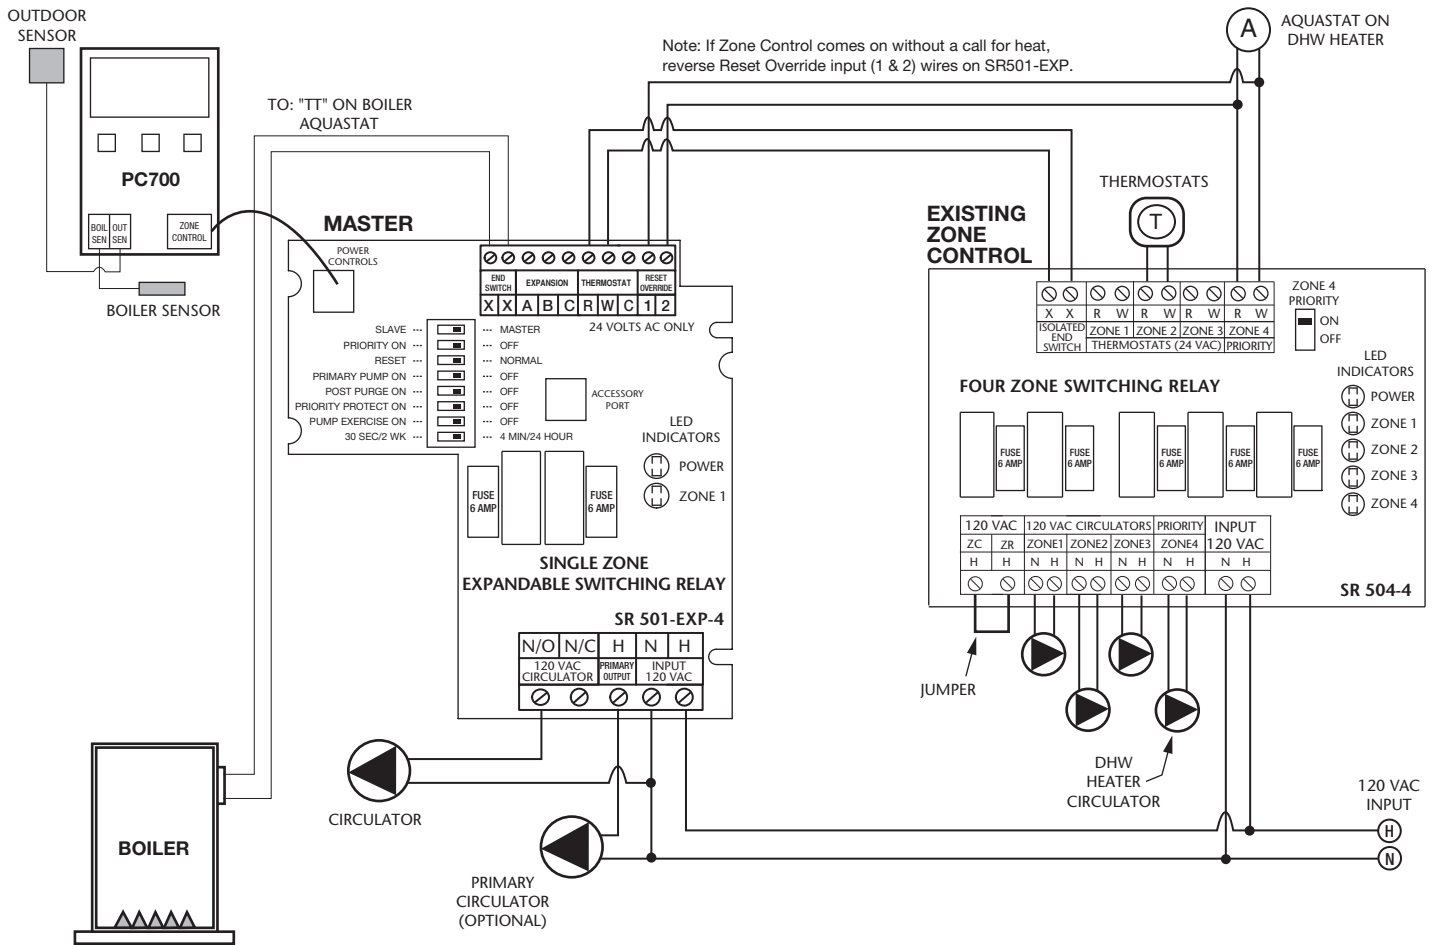 OUTDOOR
SENSOR
PC700
BOIL
SEN
OUT
SEN
ZONE
CONTROL
BOILER SENSOR
TO: "TT" ON BOILER
AQUASTAT
Note: If Zone Control comes on without a call for heat,
reverse Reset Override input (1 & 2) wires on SR501-EXP.
A
AQUASTAT ON
DHW HEATER
MASTER
POWER
CONTROLS
END
SWITCH
EXPANSION
THERMOSTAT
RESET
OVERRIDE
X X A B C R W C 1 2
24 VOLTS AC ONLY
SLAVE --- --- MASTER
PRIORITY ON --- --- OFF
RESET --- --- NORMAL
PRIMARY PUMP ON --- --- OFF
POST PURGE ON --- --- OFF
PRIORITY PROTECT ON --- --- OFF
PUMP EXERCISE ON --- --- OFF
30 SEC/2 WK --- --- 4 MIN/24 HOUR
ACCESSORY
PORT
LED
INDICATORS
POWER
ZONE 1
FUSE
6 AMP
FUSE
6 AMP
SINGLE ZONE
EXPANDABLE SWITCHING RELAY
SR 501-EXP-4
N/O N/C H N H
120 VAC
CIRCULATOR
PRIMARY
OUTPUT
INPUT
120 VAC
CIRCULATOR
PRIMARY
CIRCULATOR
(OPTIONAL)
BOILER
THERMOSTATS
T
EXISTING
ZONE
CONTROL
X X R W R W R W R W
ISOLATED
END
SWITCH
ZONE 1 ZONE 2 ZONE 3 ZONE 4
THERMOSTATS (24 VAC) PRIORITY
ZONE 4
PRIORITY
ON
OFF
FOUR ZONE SWITCHING RELAY
LED
INDICATORS
POWER
ZONE 1
ZONE 2
ZONE 3
ZONE 4
FUSE
6 AMP
FUSE
6 AMP
FUSE
6 AMP
FUSE
6 AMP
FUSE
6 AMP
120 VAC 120 VAC CIRCULATORS PRIORITY INPUT
120 VAC
ZC ZR ZONE1 ZONE2 ZONE3 ZONE4
H H N H N H N H N H N H
SR 504-4
JUMPER
DHW
HEATER
CIRCULATOR
120 VAC
INPUT
H
N